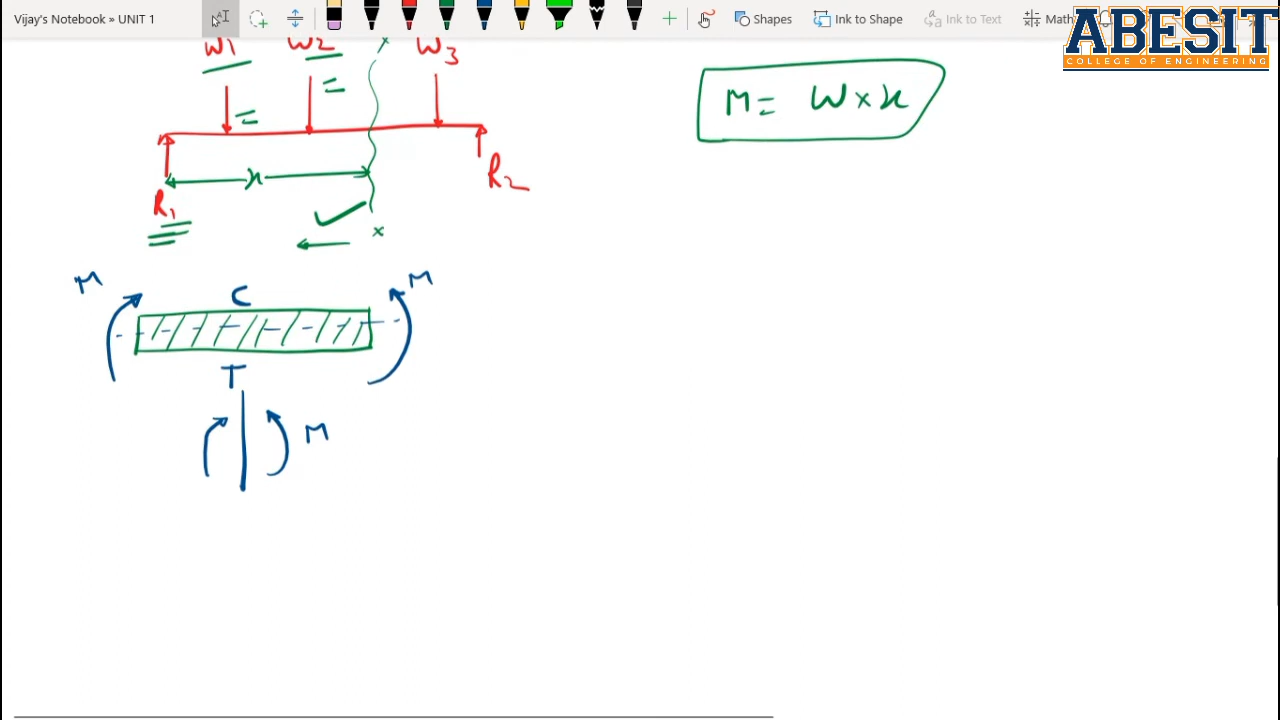 Vijay's Notebook » UNIT 1
Shapes
Ink to Shape
Ink to Text
Math
ABESIT
COLLEGE OF ENGINEERING
W1 W2 x W3
M = W × x
x
R1
R2
x
M C M
T
M